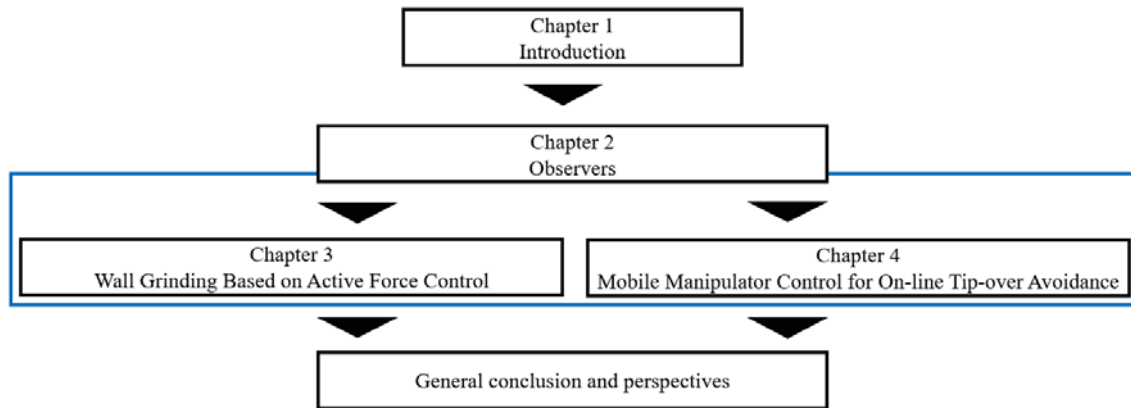 Chapter 1
Introduction
Chapter 2
Observers
Chapter 3
Wall Grinding Based on Active Force Control
Chapter 4
Mobile Manipulator Control for On-line Tip-over Avoidance
General conclusion and perspectives